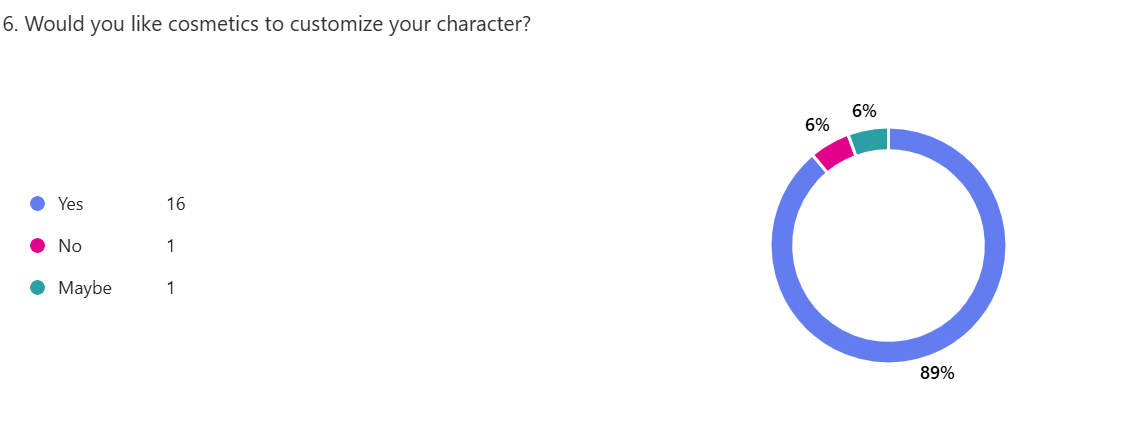 6. Would you like cosmetics to customize your character?
Yes 16
No 1
Maybe 1
6%
6%
89%